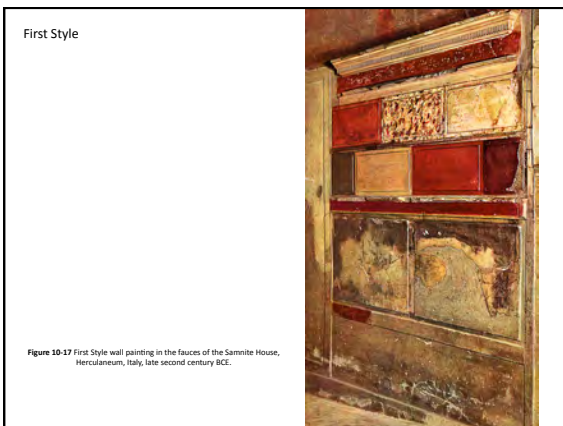 First Style
Figure 10-17 First Style wall painting in the fauces of the Samnite House,
Herculaneum, Italy, late second century BCE.